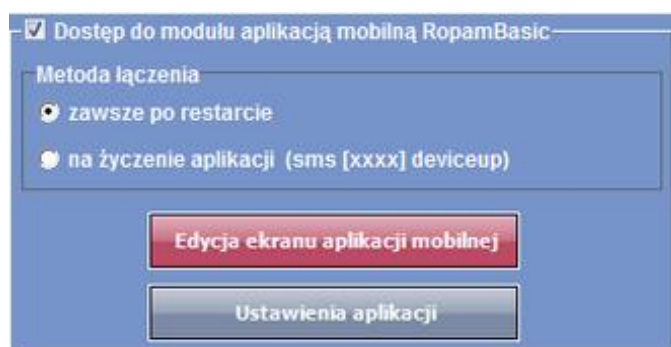 Dostęp do modułu aplikacją mobilną RopamBasic
Metoda łączenia
zawsze po restarcie
na życzenie aplikacji (sms [xxxx] deviceup)
Edycja ekranu aplikacji mobilnej
Ustawienia aplikacji